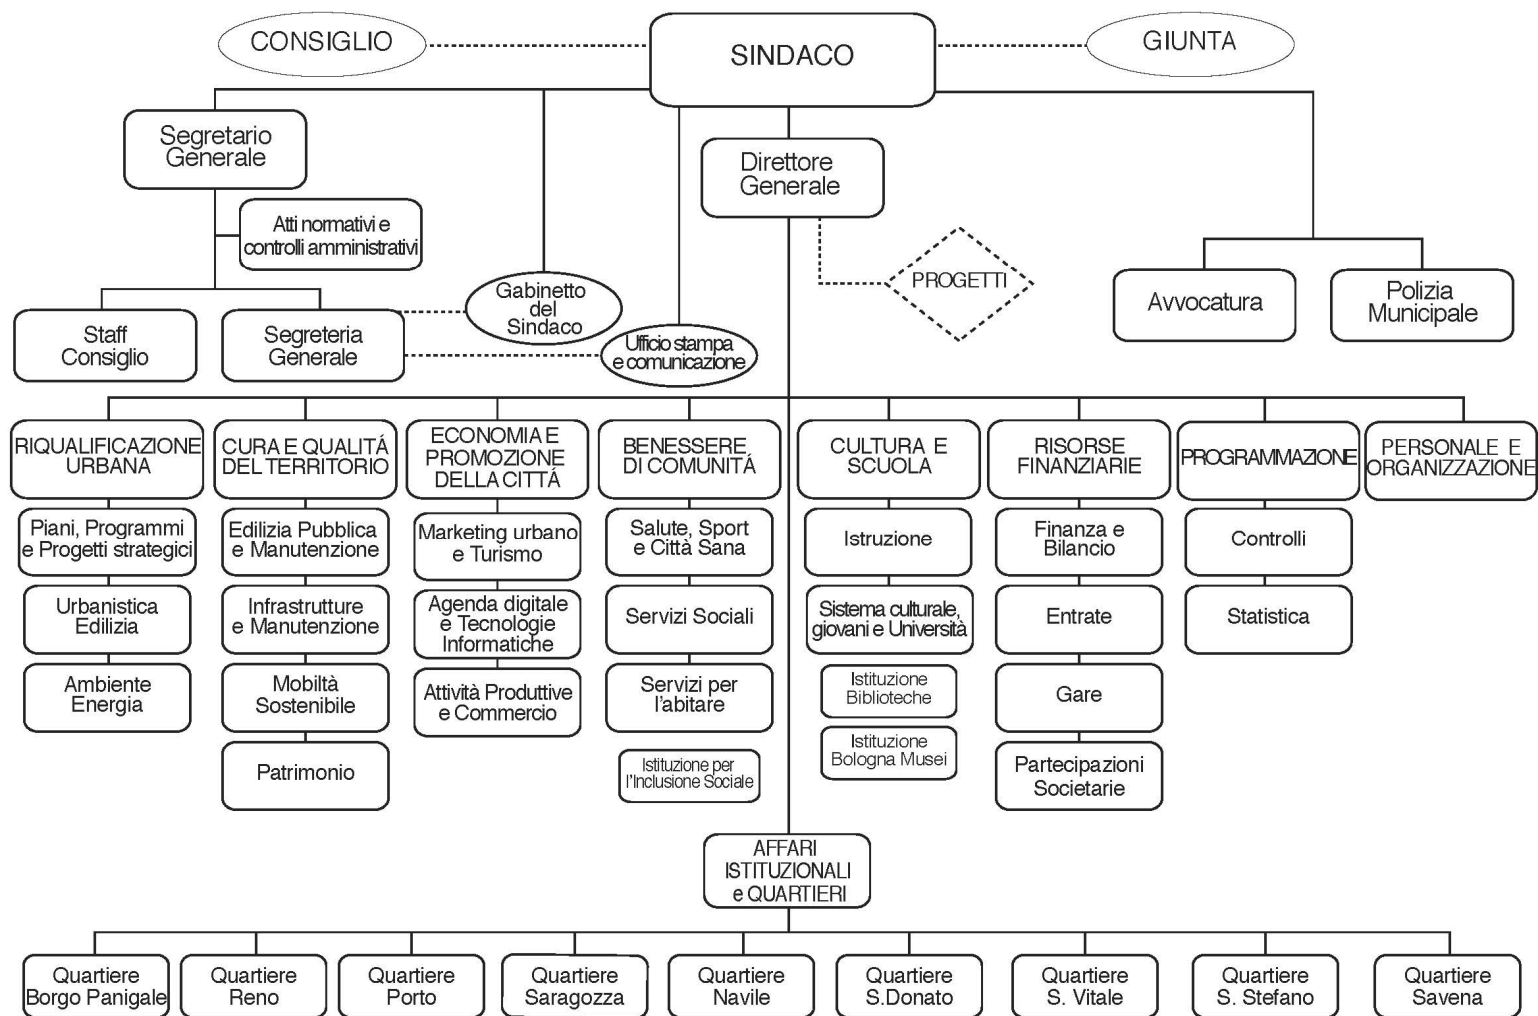 CONSIGLIO
SINDACO
GIUNTA
Segretario
Generale
Direttore
Generale
Atti normativi e
controlli amministrativi
PROGETTI
Avvocatura
Polizia
Municipale
Gabinetto
del
Sindaco
Staff
Consiglio
Segreteria
Generale
Ufficio stampa
e comunicazione
RIQUALIFICAZIONE
URBANA
CURA E QUALITÁ
DEL TERRITORIO
ECONOMIA E
PROMOZIONE
DELLA CITTÁ
BENESSERE
DI COMUNITÁ
CULTURA E
SCUOLA
RISORSE
FINANZIARIE
PROGRAMMAZIONE
PERSONALE E
ORGANIZZAZIONE
Piani, Programmi
e Progetti strategici
Edilizia Pubblica
e Manutenzione
Marketing urbano
e Turismo
Salute, Sport
e Città Sana
Istruzione
Finanza e
Bilancio
Controlli
Urbanistica
Edilizia
Infrastrutture
e Manutenzione
Agenda digitale
e Tecnologie
Informatiche
Servizi Sociali
Sistema culturale,
giovani e Università
Entrate
Statistica
Ambiente
Energia
Mobiltà
Sostenibile
Attività Produttive
e Commercio
Servizi per
l'abitare
Istituzione
Biblioteche
Gare
Patrimonio
Istituzione per
l'Inclusione Sociale
Istituzione
Bologna Musei
Partecipazioni
Societarie
AFFARI
ISTITUZIONALI
e QUARTIERI
Quartiere
Borgo Panigale
Quartiere
Reno
Quartiere
Porto
Quartiere
Saragozza
Quartiere
Navile
Quartiere
S.Donato
Quartiere
S. Vitale
Quartiere
S. Stefano
Quartiere
Savena